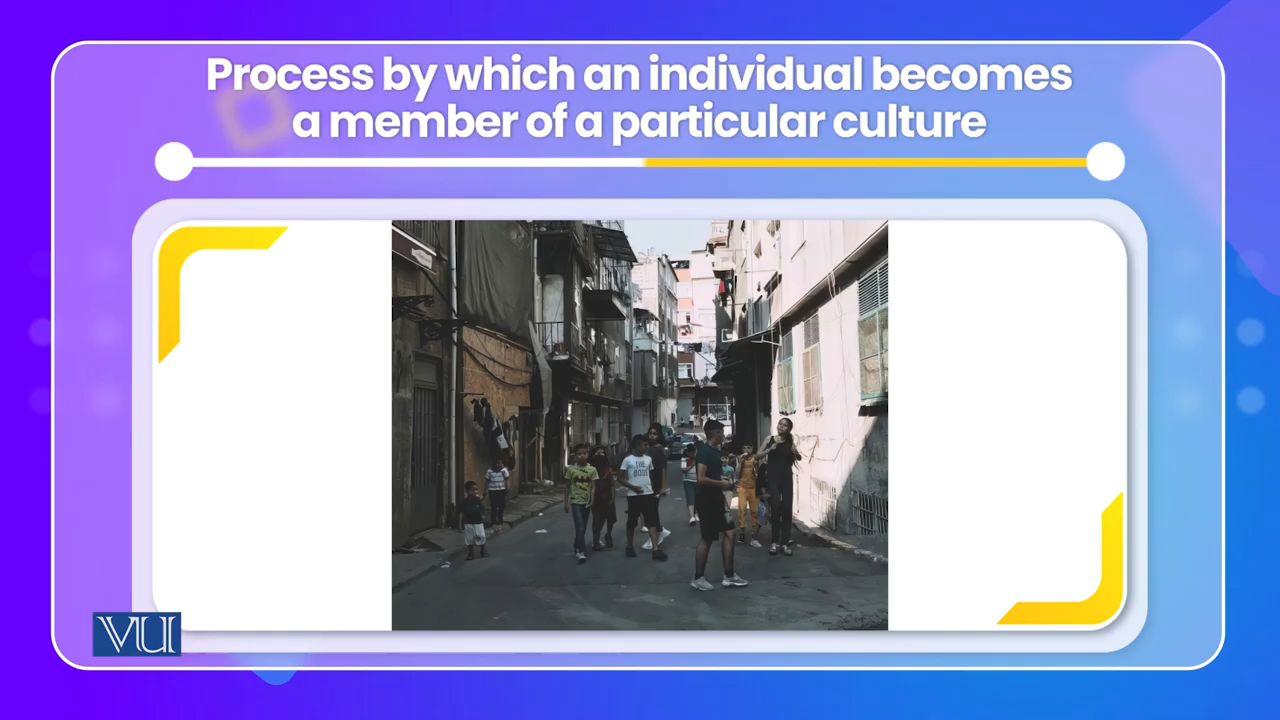 Process by which an individual becomes
a member of a particular culture
VU